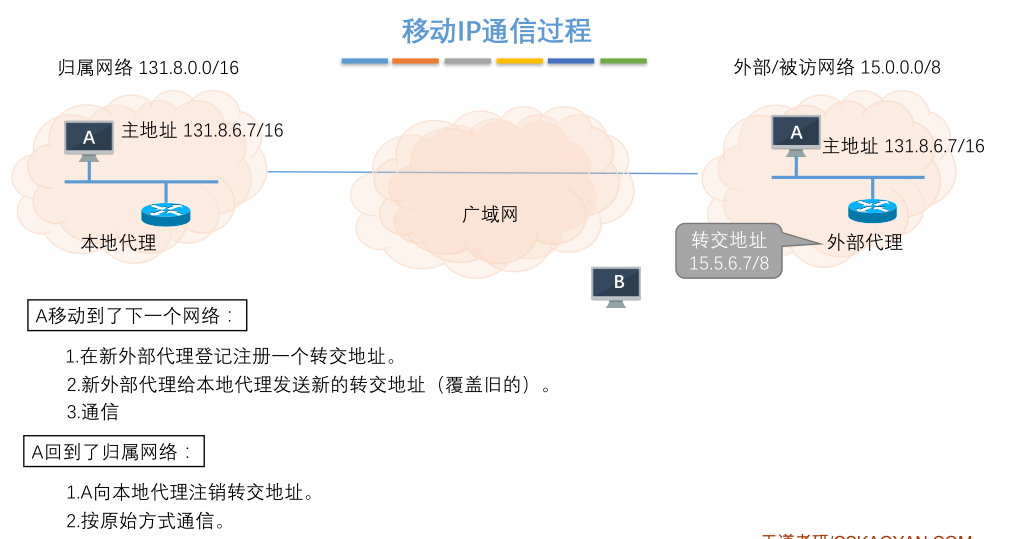 移动IP通信过程
归属网络 131.8.0.0/16
外部/被访网络 15.0.0.0/8
A
主地址 131.8.6.7/16
A
主地址 131.8.6.7/16
广域网
本地代理
转交地址
15.5.6.7/8
外部代理
B
A移动到了下一个网络：
1.在新外部代理登记注册一个转交地址。
2.新外部代理给本地代理发送新的转交地址（覆盖旧的）。
3.通信
A回到了归属网络：
1.A向本地代理注销转交地址。
2.按原始方式通信。
王道考研/CSKAOYAN.COM